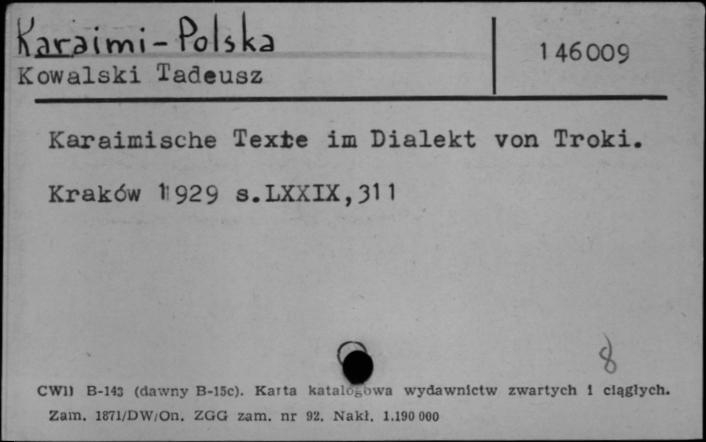 Karaimi-Polska
146009
Kowalski Tadeusz
Karaimische Texte im Dialekt von Troki.
Kraków 1929 s.LXXIX,311
8
CWD B-143 (dawny B-15c). Karta katalogowa wydawnictw zwartych i ciągłych.
Zam. 1871/DW/On. ZGG zam. nr 92. Nakł. 1.190 000